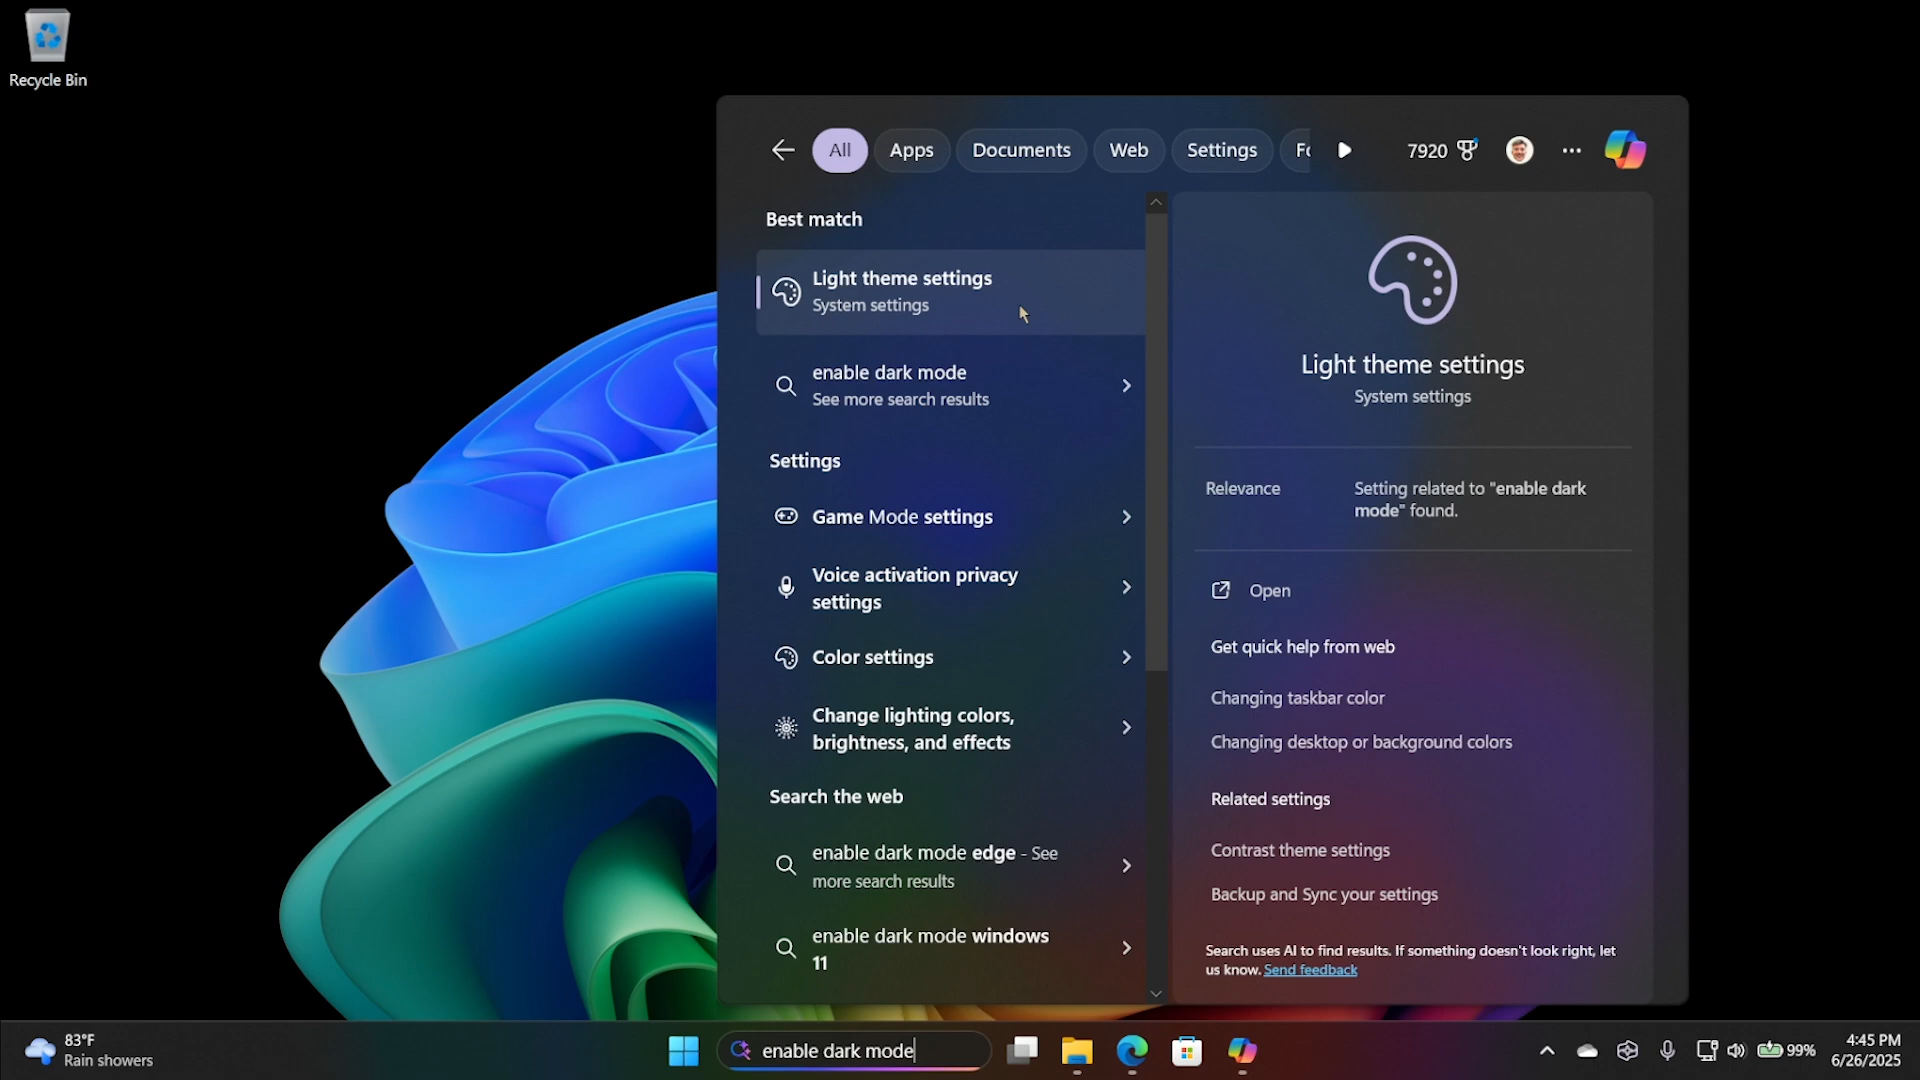 Recycle Bin
All
Apps
Documents
Web
Settings
Fo
7920
Best match
Light theme settings
System settings
enable dark mode
See more search results
Settings
Game Mode settings
Voice activation privacy
settings
Color settings
Change lighting colors,
brightness, and effects
Search the web
enable dark mode edge - See
more search results
enable dark mode windows
11
Light theme settings
System settings
Relevance
Setting related to "enable dark
mode" found.
Open
Get quick help from web
Changing taskbar color
Changing desktop or background colors
Related settings
Contrast theme settings
Backup and Sync your settings
Search uses AI to find results. If something doesn't look right, let
us know. Send feedback
83°F
Rain showers
enable dark mode
99%
4:45 PM
6/26/2025